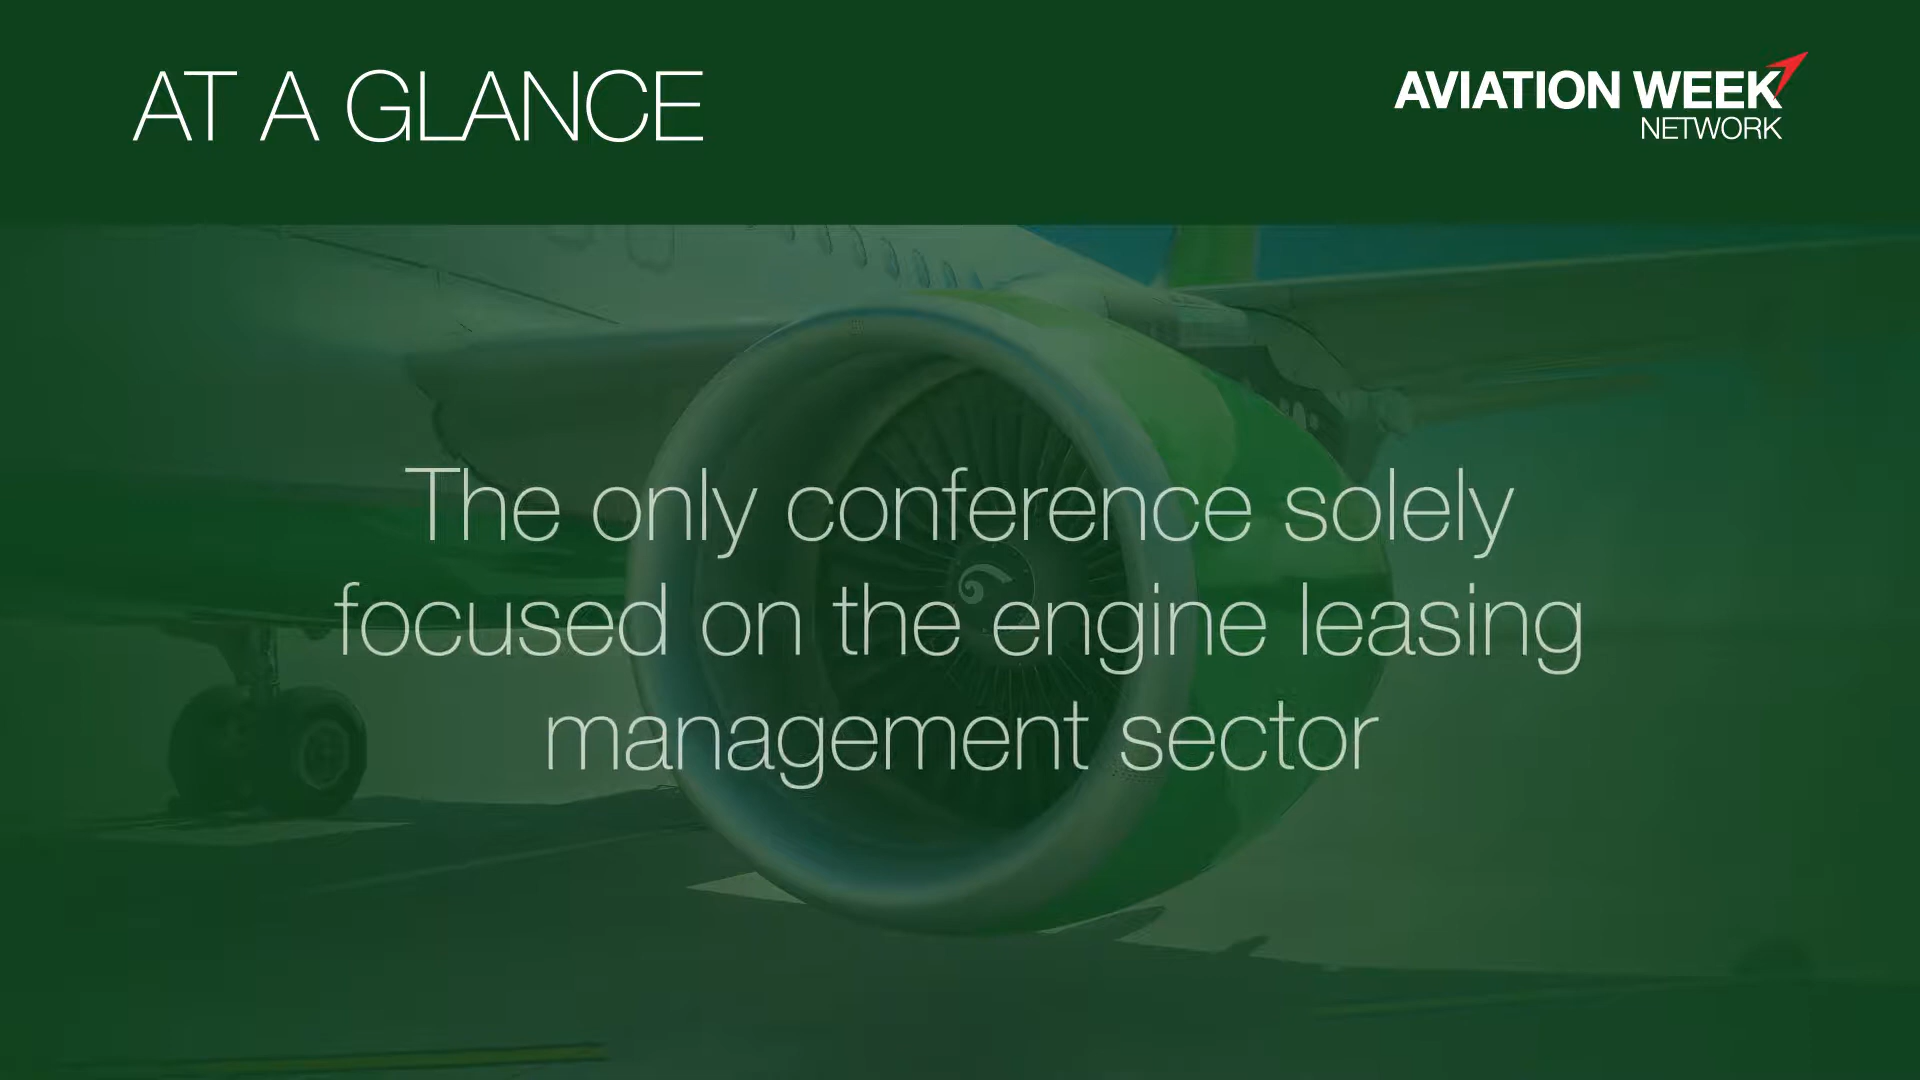 AT A GLANCE
AVIATION WEEK
NETWORK
The only conference solely
focused on the engine leasing
management sector